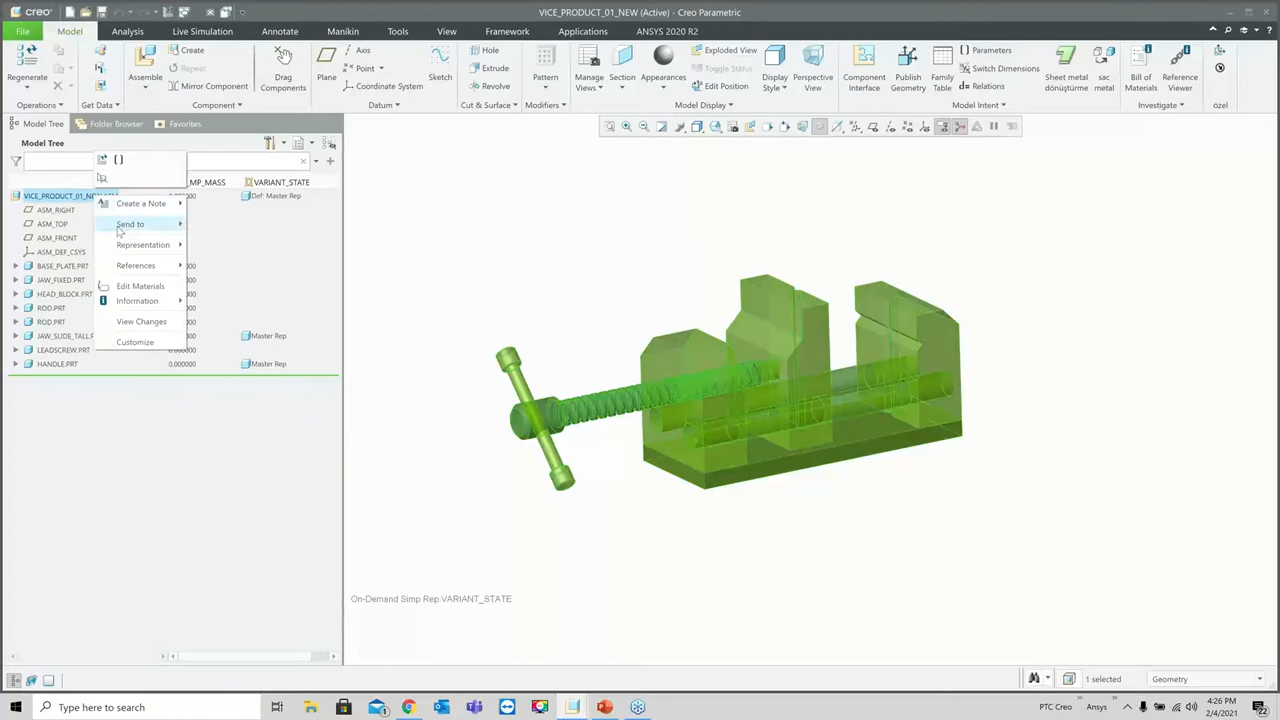 creo
VICE_PRODUCT_01_NEW (Active) - Creo Parametric
File Model Analysis Live Simulation Annotate Manikin Tools View Framework Applications ANSYS 2020 R2
Regenerate
Operations
Get Data
Assemble
Create
Repeat
Mirror Component
Component
Drag Components
Plane
Axis
Point
Coordinate System
Datum
Sketch
Hole
Extrude
Revolve
Cut & Surface
Pattern
Modifiers
Manage Views
Section
Appearances
Exploded View
Toggle Status
Edit Position
Display Style
Perspective View
Model Display
Component Interface
Publish Geometry
Family Table
Parameters
Switch Dimensions
Relations
Sheet metal dönüştürme
sac metal
Model Intent
Bill of Materials
Reference Viewer
Investigate
özel
Model Tree Folder Browser Favorites
Model Tree
MP_MASS VARIANT_STATE
VICE_PRODUCT_01_NEW.ASM Def: Master Rep
ASM_RIGHT
ASM_TOP
ASM_FRONT
ASM_DEF_CSYS
BASE_PLATE.PRT
JAW_FIXED.PRT
HEAD_BLOCK.PRT
ROD.PRT
ROD.PRT
JAW_SLIDE_TALL.P Master Rep
LEADSCREW.PRT 0.000000
HANDLE.PRT 0.000000 Master Rep
Create a Note
Send to
Representation
References
Edit Materials
Information
View Changes
Customize
On-Demand Simp Rep:VARIANT_STATE
1 selected
Geometry
Type here to search
PTC Creo
Ansys
4:26 PM
2/4/2021
22